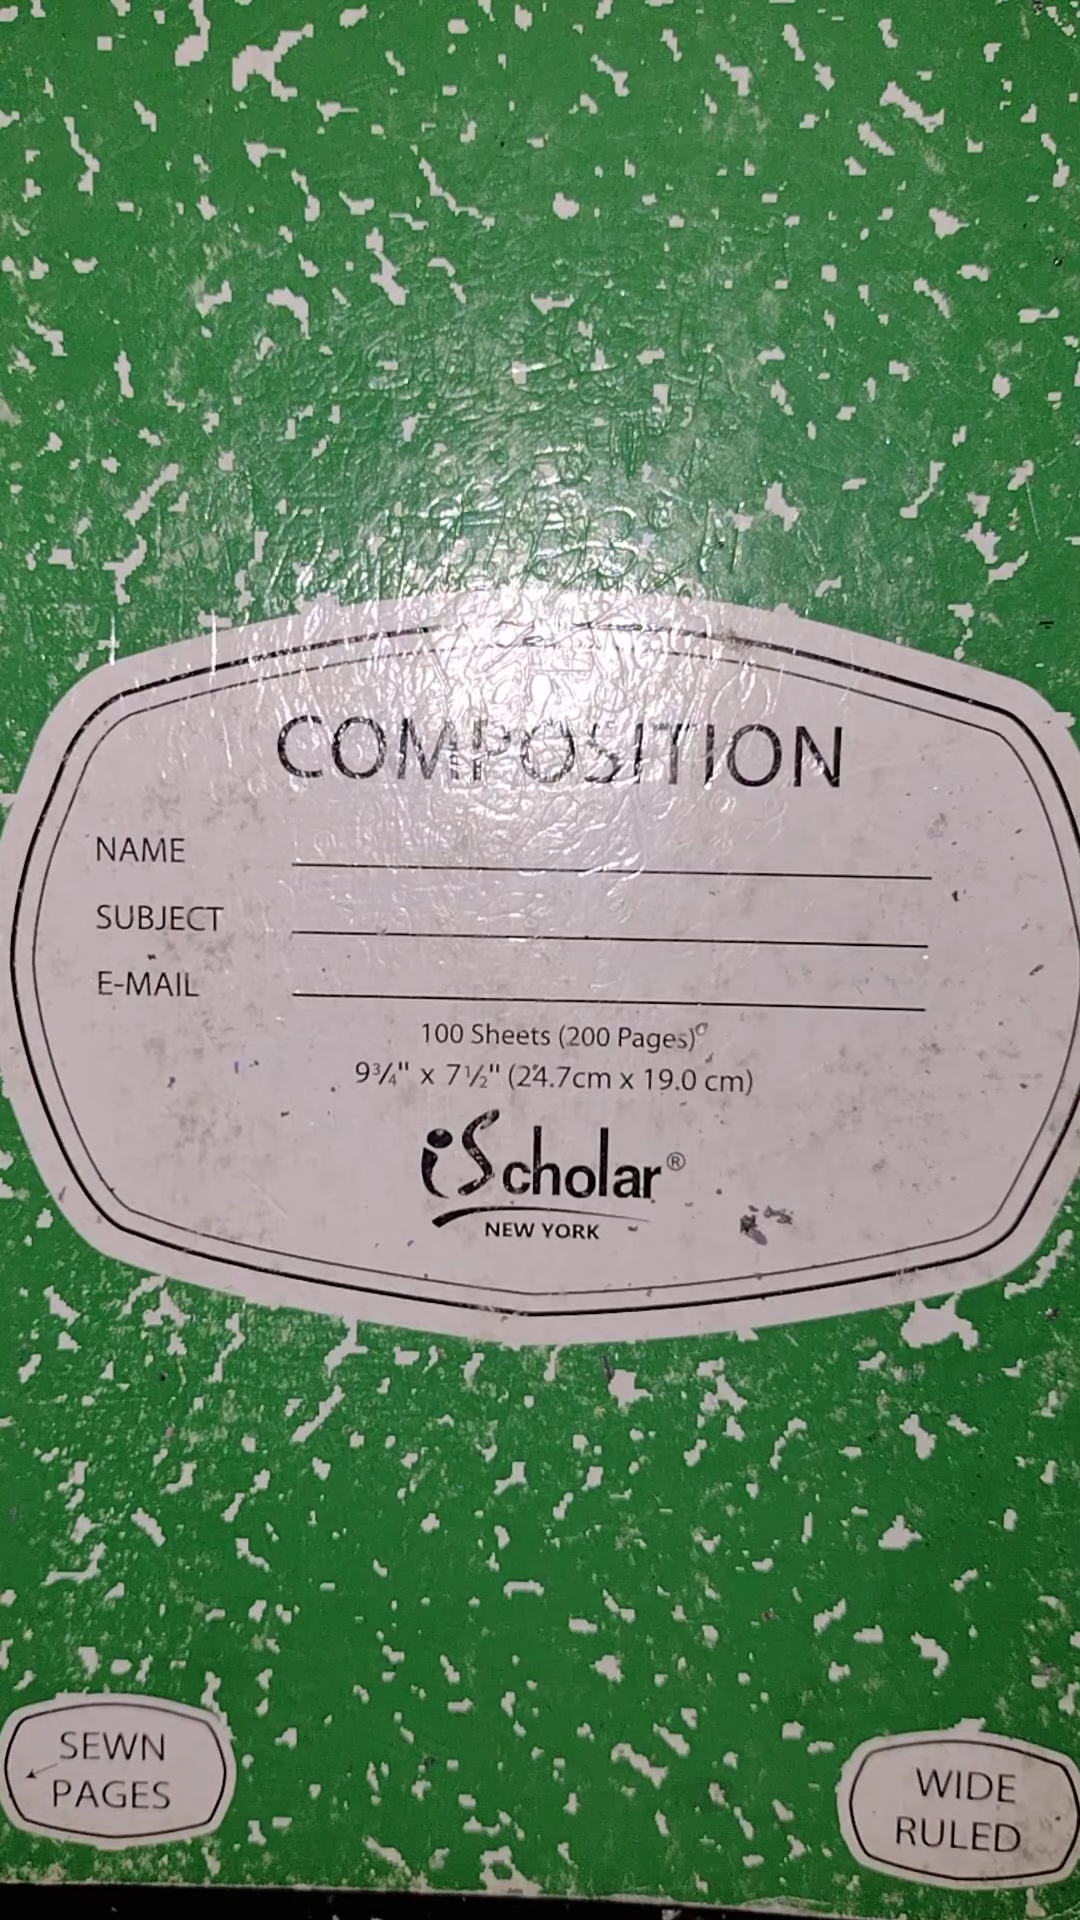 COMPOSITION
NAME
SUBJECT
E-MAIL
100 Sheets (200 Pages)
9¾" x 7½" (24.7cm x 19.0 cm)
iScholar®
NEW YORK
SEWN
PAGES
WIDE
RULED